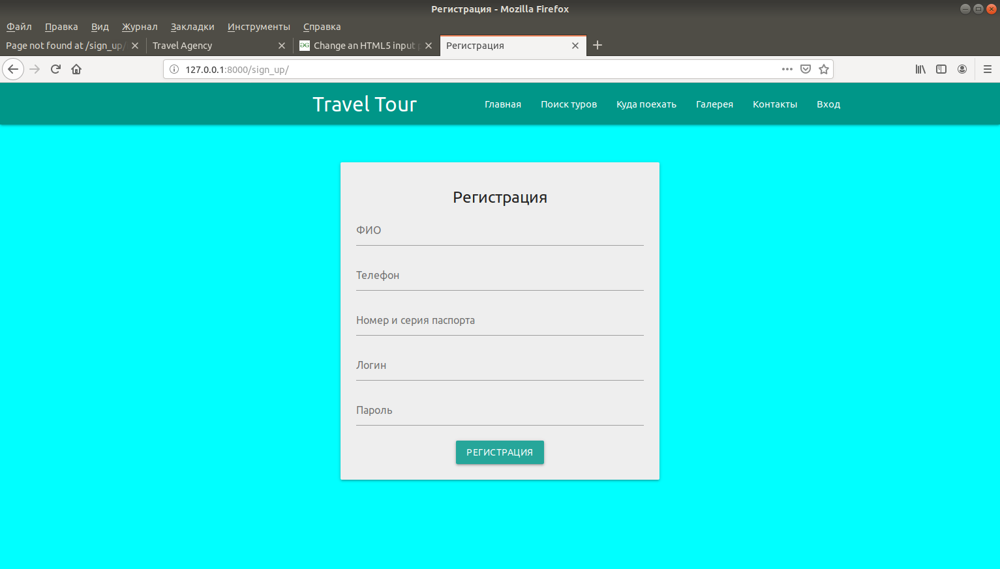 Регистрация - Mozilla Firefox
Файл Правка Вид Журнал Закладки Инструменты Справка
Page not found at /sign_up/ Travel Agency Change an HTML5 input p Регистрация
127.0.0.1:8000/sign_up/
Travel Tour Главная Поиск туров Куда поехать Галерея Контакты Вход
Регистрация
ФИО
Телефон
Номер и серия паспорта
Логин
Пароль
РЕГИСТРАЦИЯ